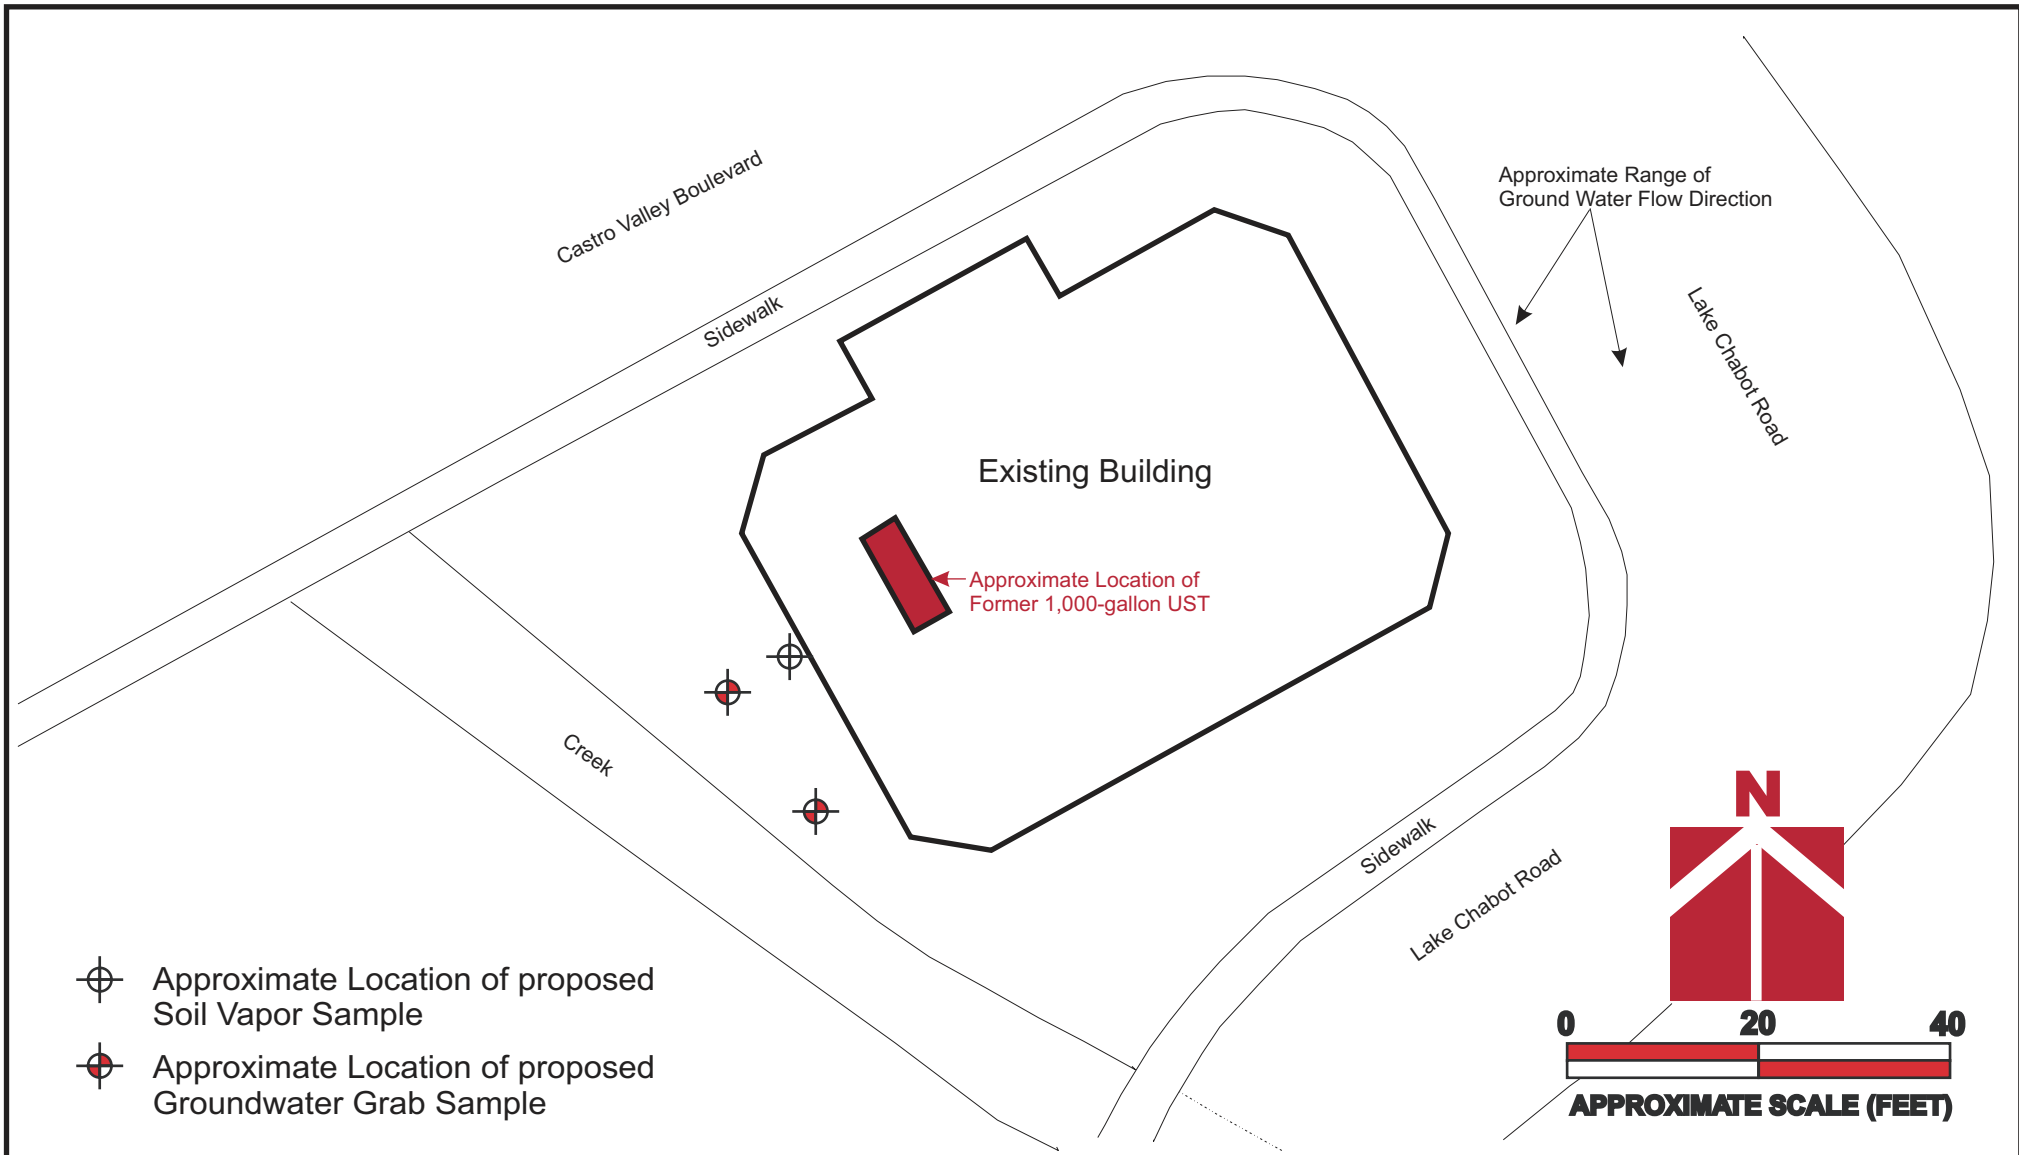 Castro Valley Boulevard
Sidewalk
Approximate Range of
Ground Water Flow Direction
Lake Chabot Road
Existing Building
Approximate Location of
Former 1,000-gallon UST
Creek
Sidewalk
Lake Chabot Road
N
Approximate Location of proposed
Soil Vapor Sample
Approximate Location of proposed
Groundwater Grab Sample
0 20 40
APPROXIMATE SCALE (FEET)